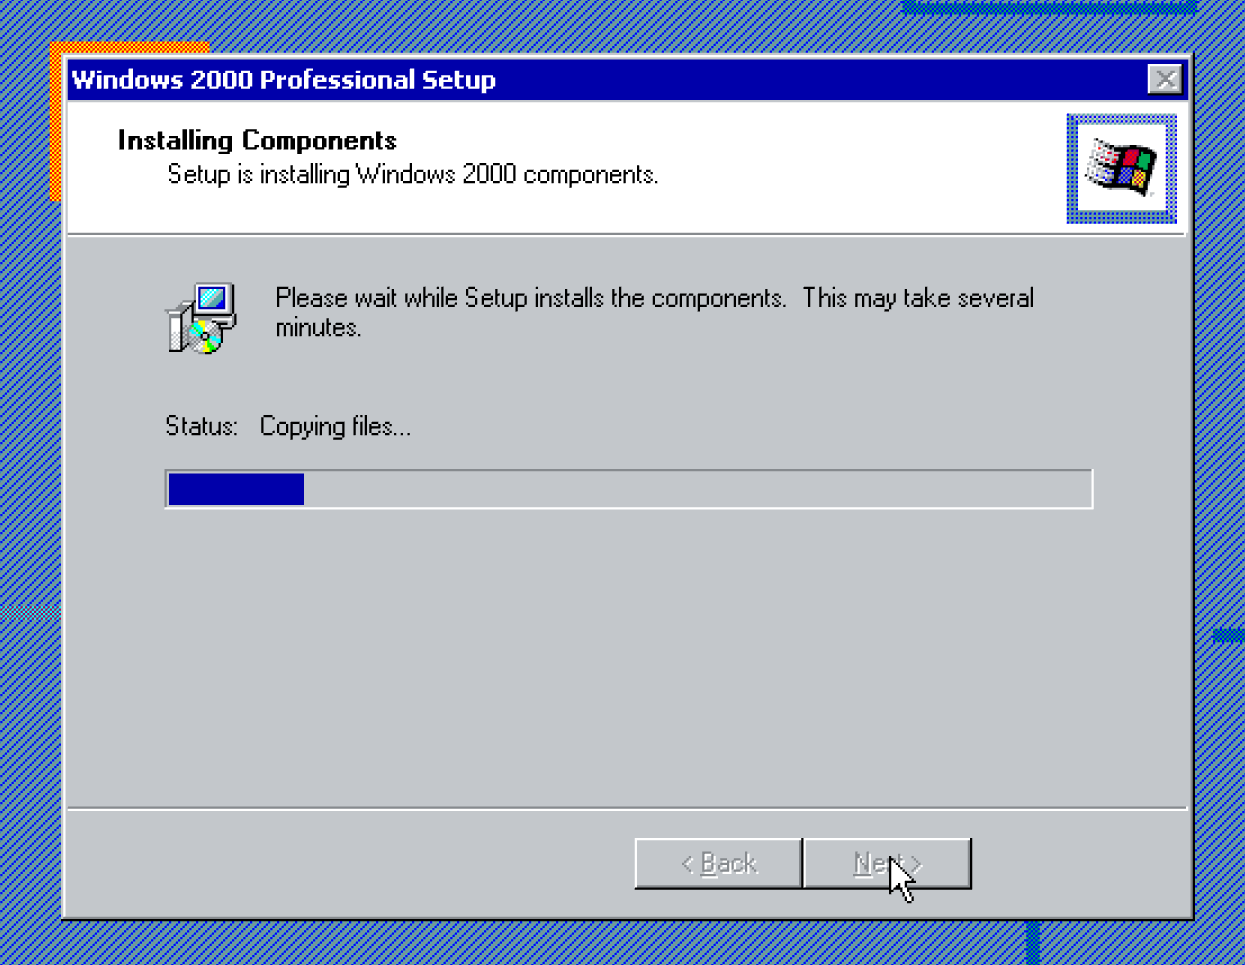 Windows 2000 Professional Setup
Installing Components
Setup is installing Windows 2000 components.
Please wait while Setup installs the components.  This may take several
minutes.
Status:  Copying files...
< Back
Next >